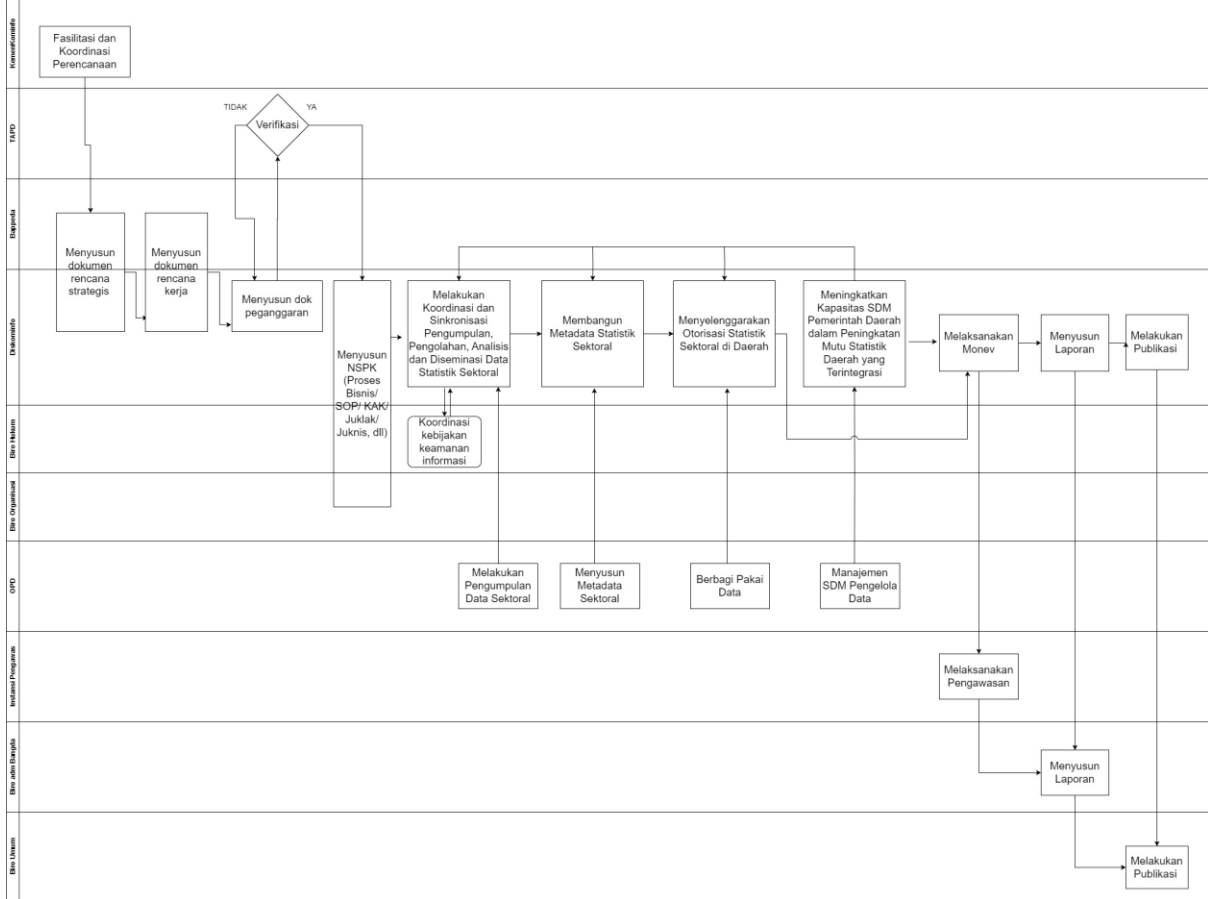 KemenKominfo
Fasilitasi dan
Koordinasi
Perencanaan
TAPD
TIDAK
YA
Verifikasi
Bappeda
Menyusun
dokumen
rencana
strategis
Menyusun
dokumen
rencana
kerja
Diskominfo
Menyusun dok
peganggaran
Menyusun
NSPK
(Proses
Bisnis/
SOP/ KAK/
Juklak/
Juknis, dll)
Melakukan
Koordinasi dan
Sinkronisasi
Pengumpulan,
Pengolahan, Analisis
dan Diseminasi Data
Statistik Sektoral
Membangun
Metadata Statistik
Sektoral
Menyelenggarakan
Otorisasi Statistik
Sektoral di Daerah
Meningkatkan
Kapasitas SDM
Pemerintah Daerah
dalam Peningkatan
Mutu Statistik
Daerah yang
Terintegrasi
Melaksanakan
Monev
Menyusun
Laporan
Melakukan
Publikasi
Biro Hukum
Koordinasi
kebijakan
keamanan
informasi
Biro Organisasi
OPD
Melakukan
Pengumpulan
Data Sektoral
Menyusun
Metadata
Sektoral
Berbagi Pakai
Data
Manajemen
SDM Pengelola
Data
Instansi Pengawas
Melaksanakan
Pengawasan
Biro adm Bangda
Menyusun
Laporan
Biro Umum
Melakukan
Publikasi